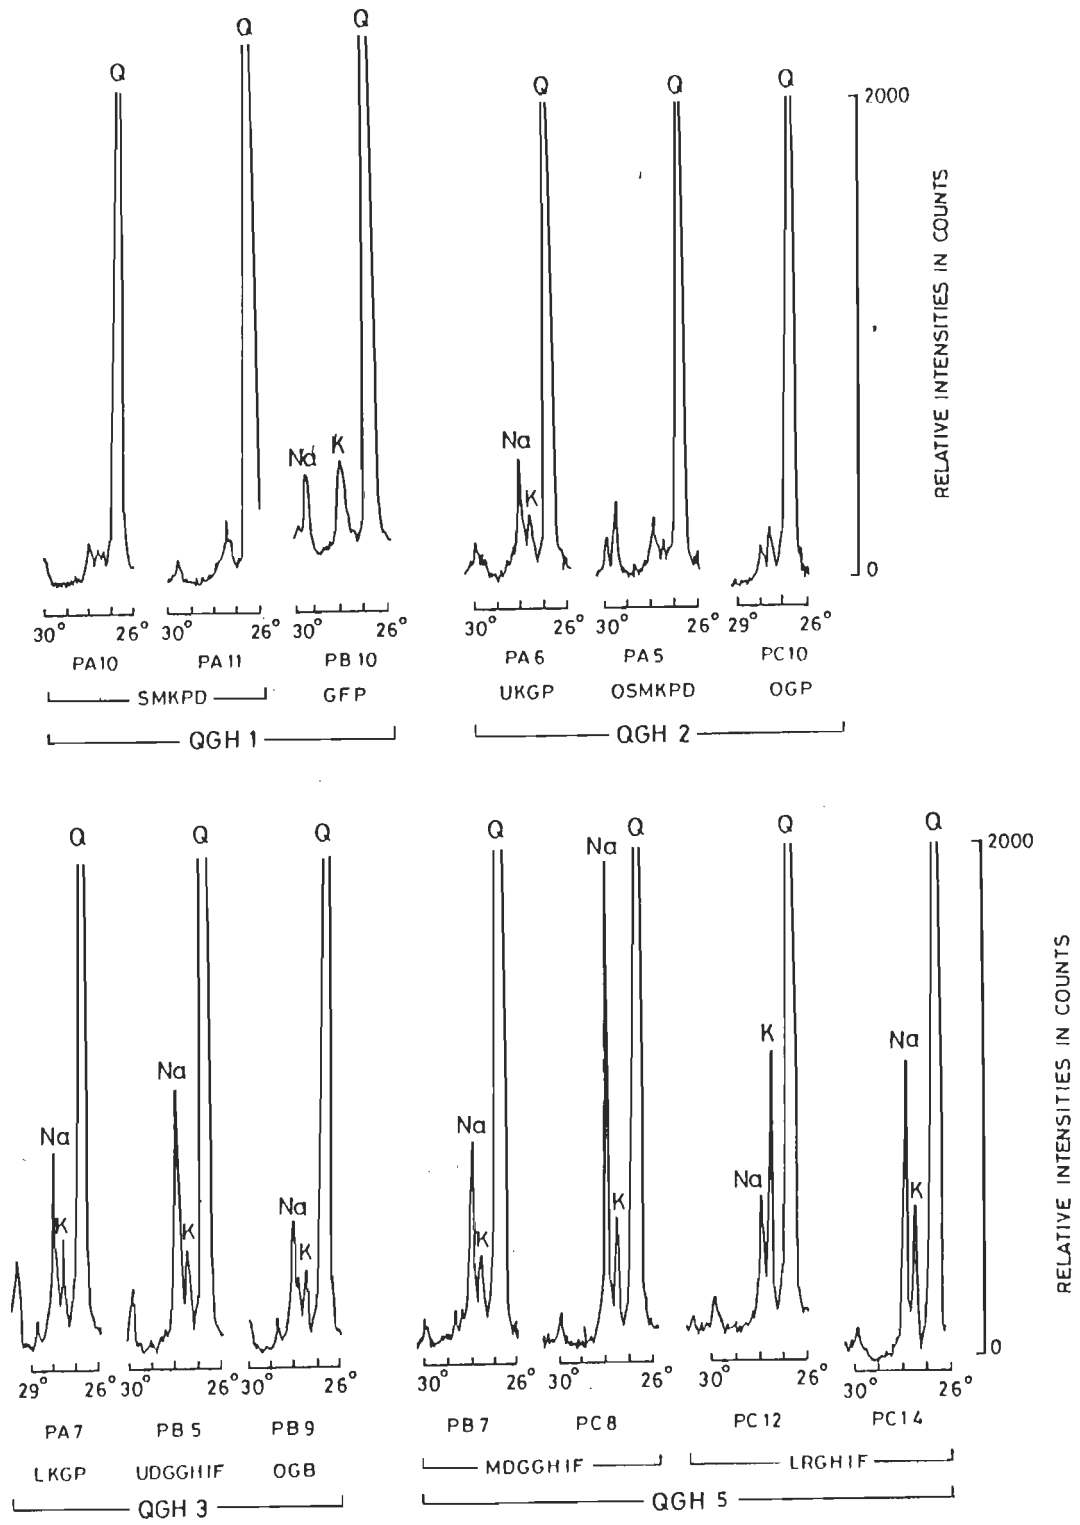 Q Q Q Q Q Q
2000
Na K Na K
RELATIVE INTENSITIES IN COUNTS
0
30° 26° 30° 26° 30° 26° 30° 26° 30° 26° 29° 26°
PA10 PA11 PB10 PA6 PA5 PC10
SMKPD GFP UKGP OSMKPD OGP
QGH 1 QGH 2
Q Q Q Q Na Q Q Q
2000
Na K Na K Na K Na K K Na K Na K
RELATIVE INTENSITIES IN COUNTS
0
29° 26° 30° 26° 30° 26° 30° 26° 30° 26° 30° 26° 30° 26°
PA7 PB5 PB9 PB7 PC8 PC12 PC14
LKGP UDGGHIF OGB MDGGHIF LRGHIF
QGH 3 QGH 5